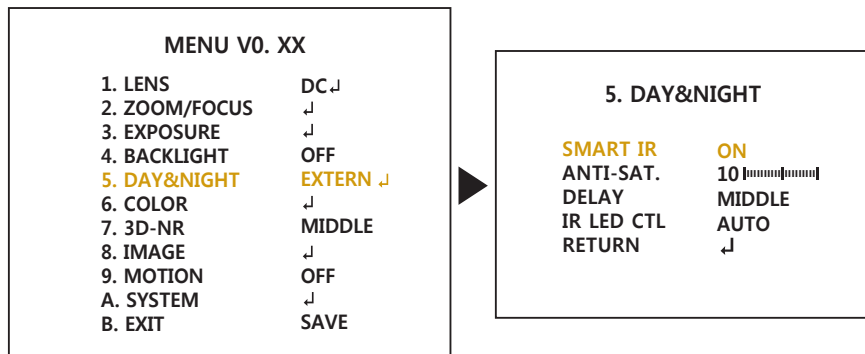 MENU V0. XX
1. LENS DC↵
2. ZOOM/FOCUS ↵
3. EXPOSURE ↵
4. BACKLIGHT OFF
5. DAY&NIGHT EXTERN ↵
6. COLOR ↵
7. 3D-NR MIDDLE
8. IMAGE ↵
9. MOTION OFF
A. SYSTEM ↵
B. EXIT SAVE
5. DAY&NIGHT
SMART IR ON
ANTI-SAT. 10
DELAY MIDDLE
IR LED CTL AUTO
RETURN ↵